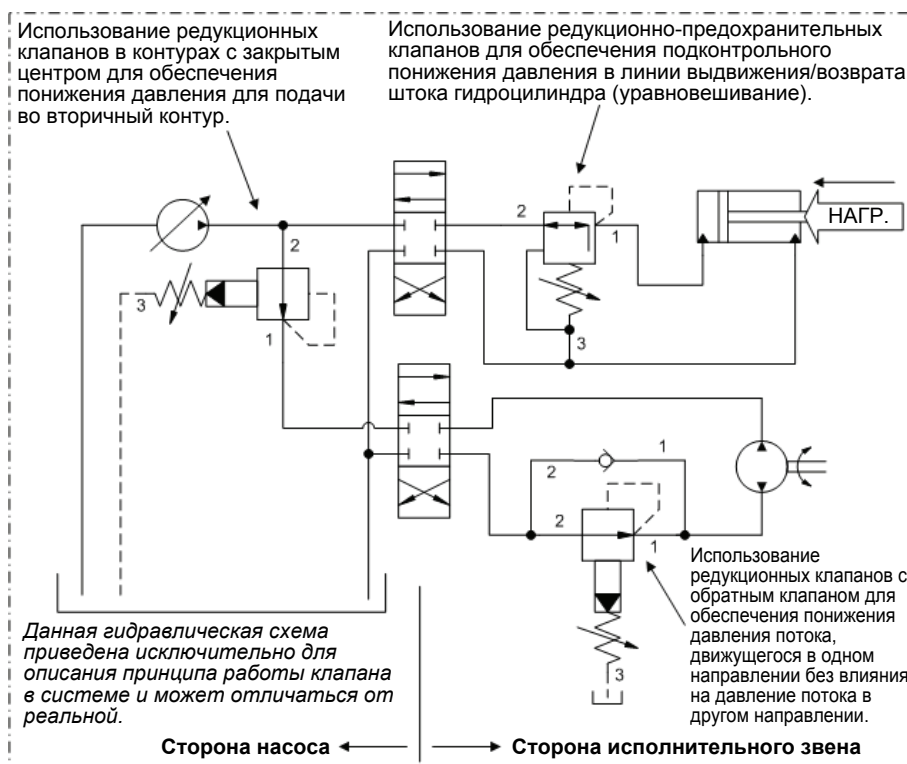 Использование редукционных
клапанов в контурах с закрытым
центром для обеспечения
понижения давления для подачи
во вторичный контур.
Использование редукционно-предохранительных
клапанов для обеспечения подконтрольного
понижения давления в линии выдвижения/возврата
штока гидроцилиндра (уравновешивание).
НАГР.
2
1
2
3
1
3
1
2
2
1
3
Использование
редукционных клапанов с
обратным клапаном для
обеспечения понижения
давления потока,
движущегося в одном
направлении без влияния
на давление потока в
другом направлении.
Данная гидравлическая схема
приведена исключительно для
описания принципа работы клапана
в системе и может отличаться от
реальной.
Сторона насоса
Сторона исполнительного звена